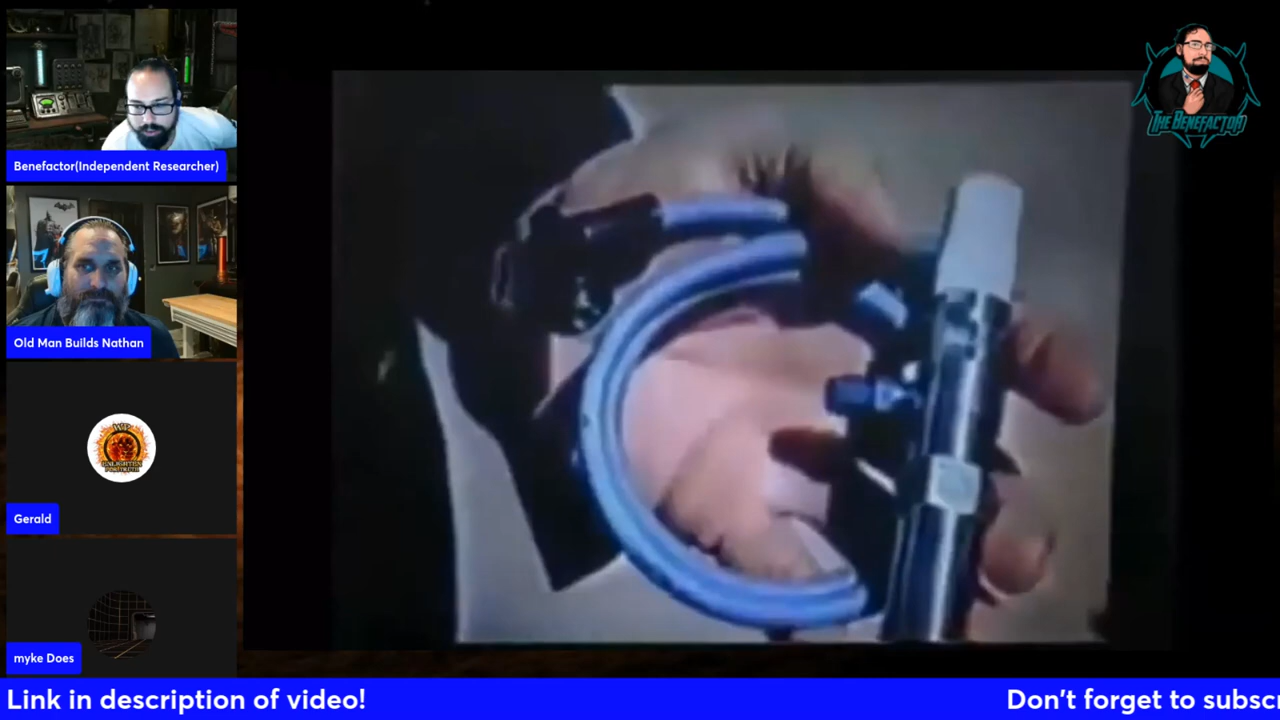 Benefactor(Independent Researcher)
Old Man Builds Nathan
Gerald
myke Does
THE BENEFACTOR
Link in description of video!
Don't forget to subscr